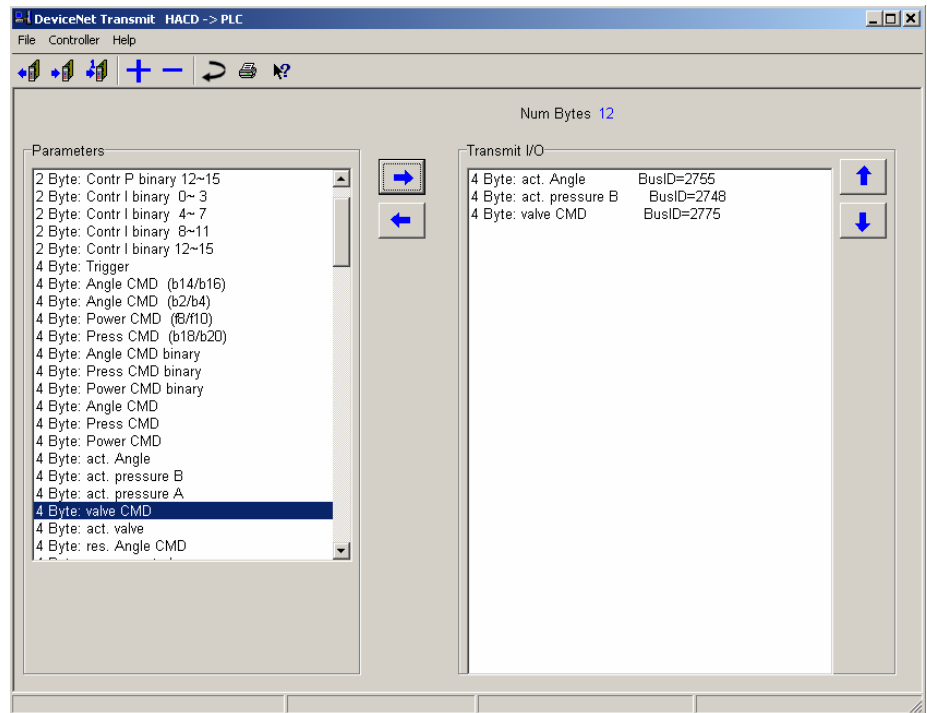 DeviceNet Transmit HACD -> PLC
File Controller Help
Num Bytes 12
Parameters
2 Byte: Contr P binary 12~15
2 Byte: Contr I binary 0~ 3
2 Byte: Contr I binary 4~ 7
2 Byte: Contr I binary 8~11
2 Byte: Contr I binary 12~15
4 Byte: Trigger
4 Byte: Angle CMD (b14/b16)
4 Byte: Angle CMD (b2/b4)
4 Byte: Power CMD (f8/f10)
4 Byte: Press CMD (b18/b20)
4 Byte: Angle CMD binary
4 Byte: Press CMD binary
4 Byte: Power CMD binary
4 Byte: Angle CMD
4 Byte: Press CMD
4 Byte: Power CMD
4 Byte: act. Angle
4 Byte: act. pressure B
4 Byte: act. pressure A
4 Byte: valve CMD
4 Byte: act. valve
4 Byte: res. Angle CMD
Transmit I/O
4 Byte: act. Angle BusID=2755
4 Byte: act. pressure B BusID=2748
4 Byte: valve CMD BusID=2775